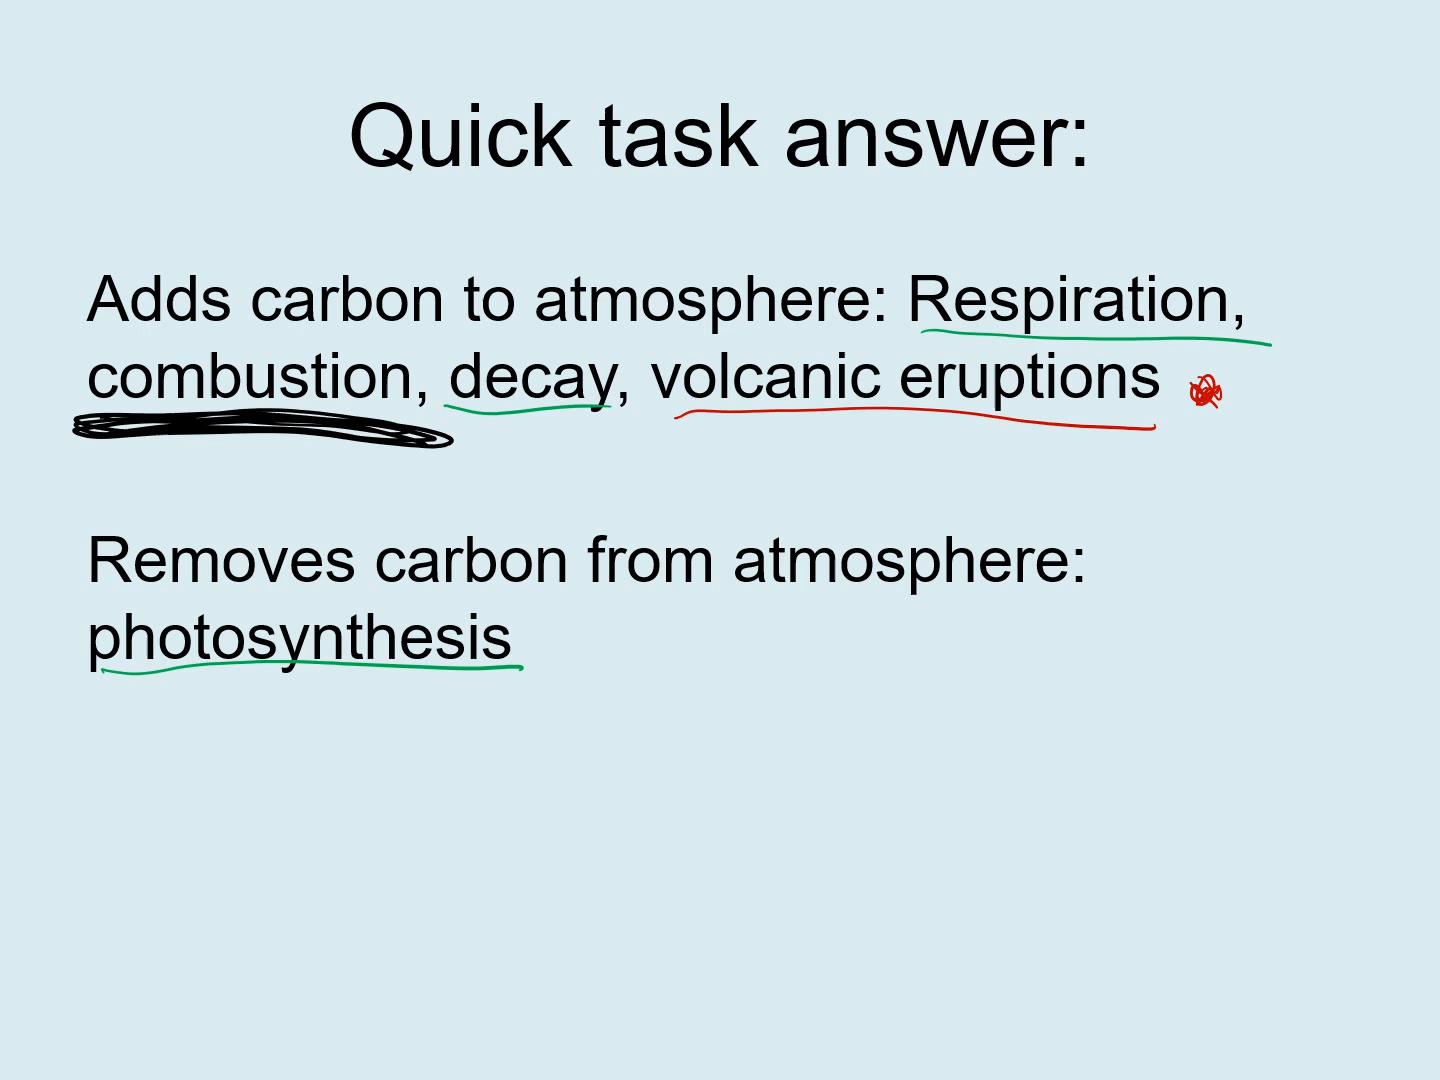 Quick task answer:
Adds carbon to atmosphere: Respiration,
combustion, decay, volcanic eruptions
Removes carbon from atmosphere:
photosynthesis